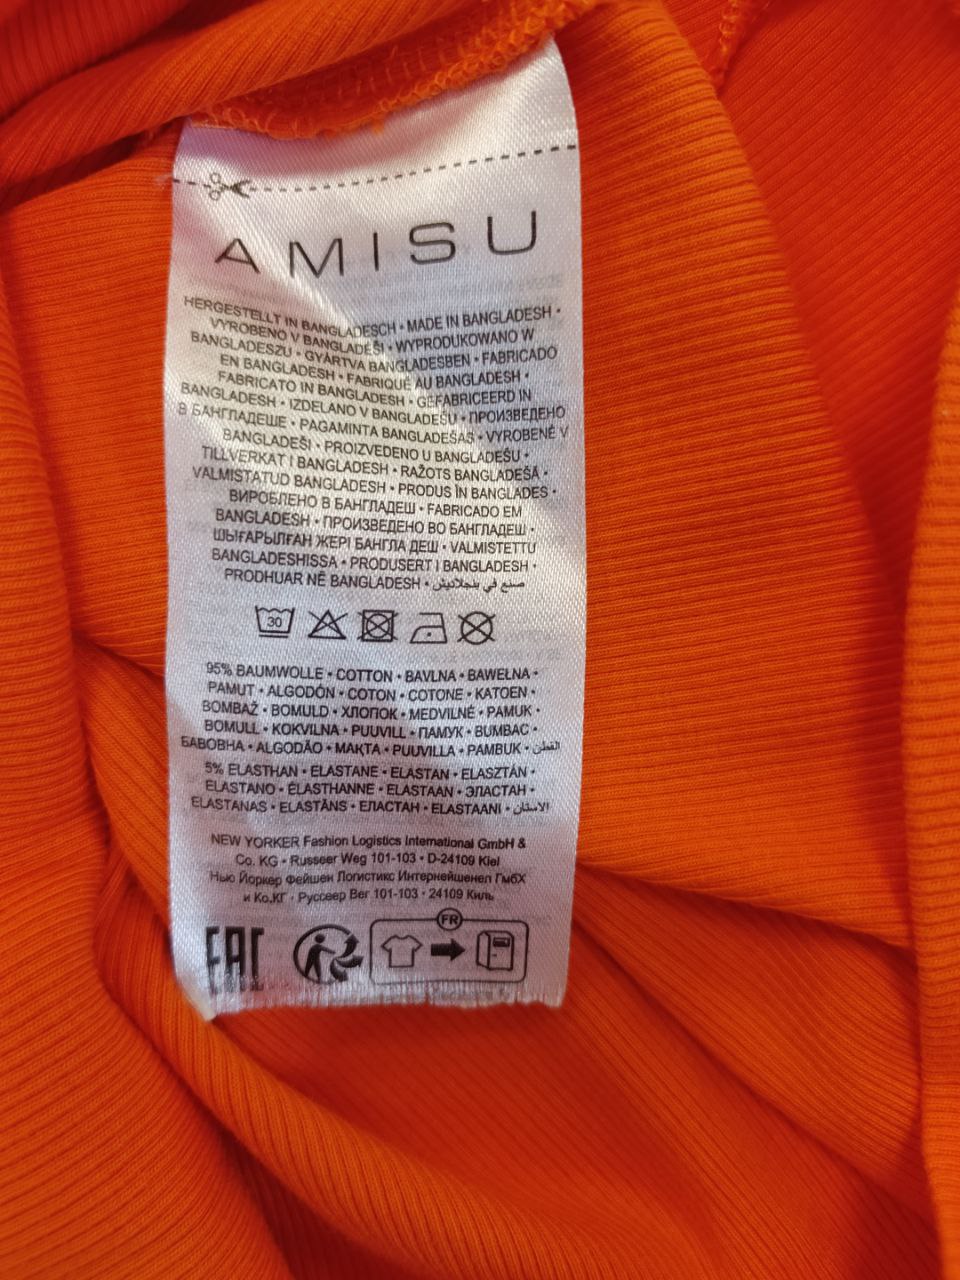 AMISU
HERGESTELLT IN BANGLADESCH • MADE IN BANGLADESH •
VYROBENO V BANGLADÉŠI • WYPRODUKOWANO W
BANGLADESZU • GYÁRTVA BANGLADESBEN • FABRICADO
EN BANGLADESH • FABRIQUÉ AU BANGLADESH •
FABRICATO IN BANGLADESH • GEFABRICEERD IN
BANGLADESH • IZDELANO V BANGLADEŠU • ПРОИЗВЕДЕНО
В БАНГЛАДЕШЕ • PAGAMINTA BANGLADEŠAS • VYROBENÉ V
BANGLADEŠI • PROIZVEDENO U BANGLADEŠU •
TILLVERKAT I BANGLADESH • RAŽOTS BANGLADEŠĀ •
VALMISTATUD BANGLADESH • PRODUS ÎN BANGLADES •
ВИРОБЛЕНО В БАНГЛАДЕШ • FABRICADO EM
BANGLADESH • ПРОИЗВЕДЕНО ВО БАНГЛАДЕШ •
ШЫҒАРЫЛҒАН ЖЕРІ БАНГЛА ДЕШ • VALMISTETTU
BANGLADESHISSA • PRODUSERT I BANGLADESH •
PRODHUAR NË BANGLADESH • صنع في بنجلاديش
30
95% BAUMWOLLE • COTTON • BAVLNA • BAWEŁNA •
PAMUT • ALGODÓN • COTON • COTONE • KATOEN •
BOMBAŽ • BOMULD • ХЛОПОК • MEDVILNĖ • PAMUK •
BOMULL • KOKVILNA • PUUVILL • ПАМУК • BUMBAC •
БАВОВНА • ALGODÃO • МАҚТА • PUUVILLA • PAMBUK • القطن
5% ELASTHAN • ELASTANE • ELASTAN • ELASZTÁN •
ELASTANO • ÉLASTHANNE • ELASTAAN • ЭЛАСТАН •
ELASTANAS • ELASTĀNS • ЕЛАСТАН • ELASTAANI • الاستان
NEW YORKER Fashion Logistics International GmbH &
Co. KG • Russeer Weg 101-103 • D-24109 Kiel
Нью Йоркер Фейшен Логистикс Интернейшенел ГмбХ
и Ко.КГ · Руссеер Вег 101-103 · 24109 Киль
EAC
FR